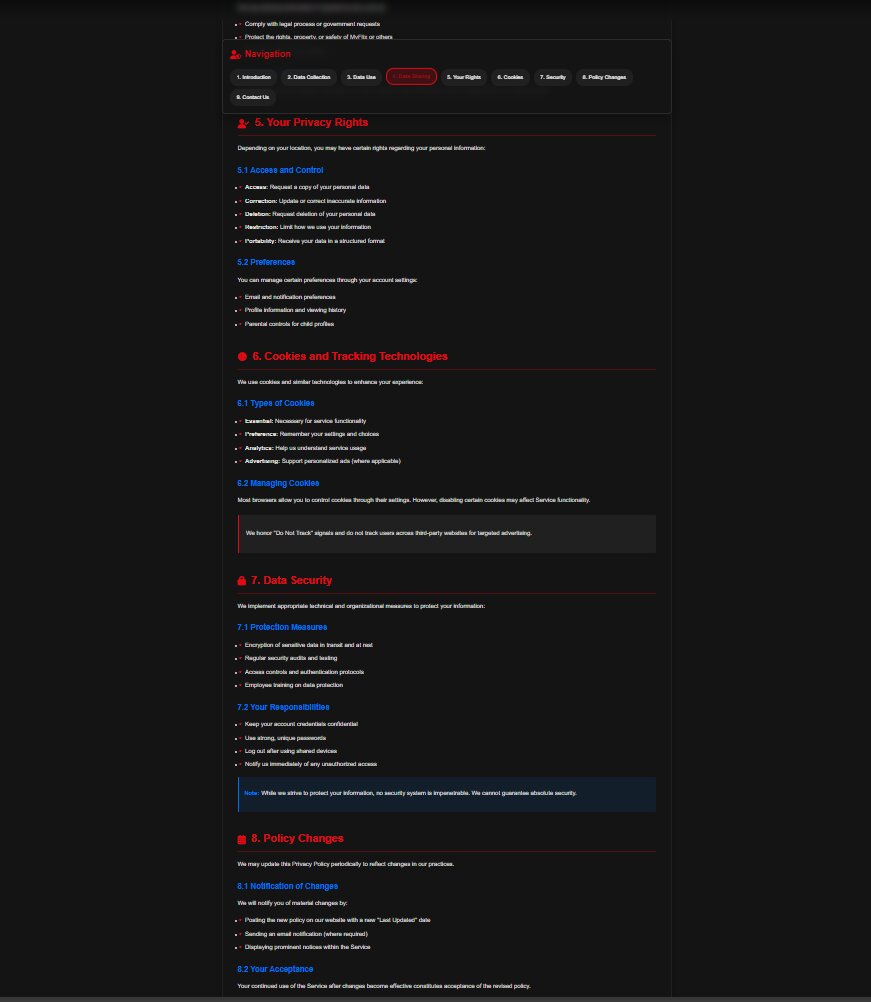 Comply with legal process or government requests
Protect the rights, property, or safety of MyFlix or others
Navigation
1. Introduction
2. Data Collection
3. Data Use
4. Data Sharing
5. Your Rights
6. Cookies
7. Security
8. Policy Changes
9. Contact Us
5. Your Privacy Rights
Depending on your location, you may have certain rights regarding your personal information:
5.1 Access and Control
Access: Request a copy of your personal data
Correction: Update or correct inaccurate information
Deletion: Request deletion of your personal data
Restriction: Limit how we use your information
Portability: Receive your data in a structured format
5.2 Preferences
You can manage certain preferences through your account settings:
Email and notification preferences
Profile information and viewing history
Parental controls for child profiles
6. Cookies and Tracking Technologies
We use cookies and similar technologies to enhance your experience:
6.1 Types of Cookies
Essential: Necessary for service functionality
Preference: Remember your settings and choices
Analytics: Help us understand service usage
Advertising: Support personalized ads (where applicable)
6.2 Managing Cookies
Most browsers allow you to control cookies through their settings. However, disabling certain cookies may affect Service functionality.
We honor "Do Not Track" signals and do not track users across third-party websites for targeted advertising.
7. Data Security
We implement appropriate technical and organizational measures to protect your information:
7.1 Protection Measures
Encryption of sensitive data in transit and at rest
Regular security audits and testing
Access controls and authentication protocols
Employee training on data protection
7.2 Your Responsibilities
Keep your account credentials confidential
Use strong, unique passwords
Log out after using shared devices
Notify us immediately of any unauthorized access
Note: While we strive to protect your information, no security system is impenetrable. We cannot guarantee absolute security.
8. Policy Changes
We may update this Privacy Policy periodically to reflect changes in our practices.
8.1 Notification of Changes
We will notify you of material changes by:
Posting the new policy on our website with a new "Last Updated" date
Sending an email notification (where required)
Displaying prominent notices within the Service
8.2 Your Acceptance
Your continued use of the Service after changes become effective constitutes acceptance of the revised policy.